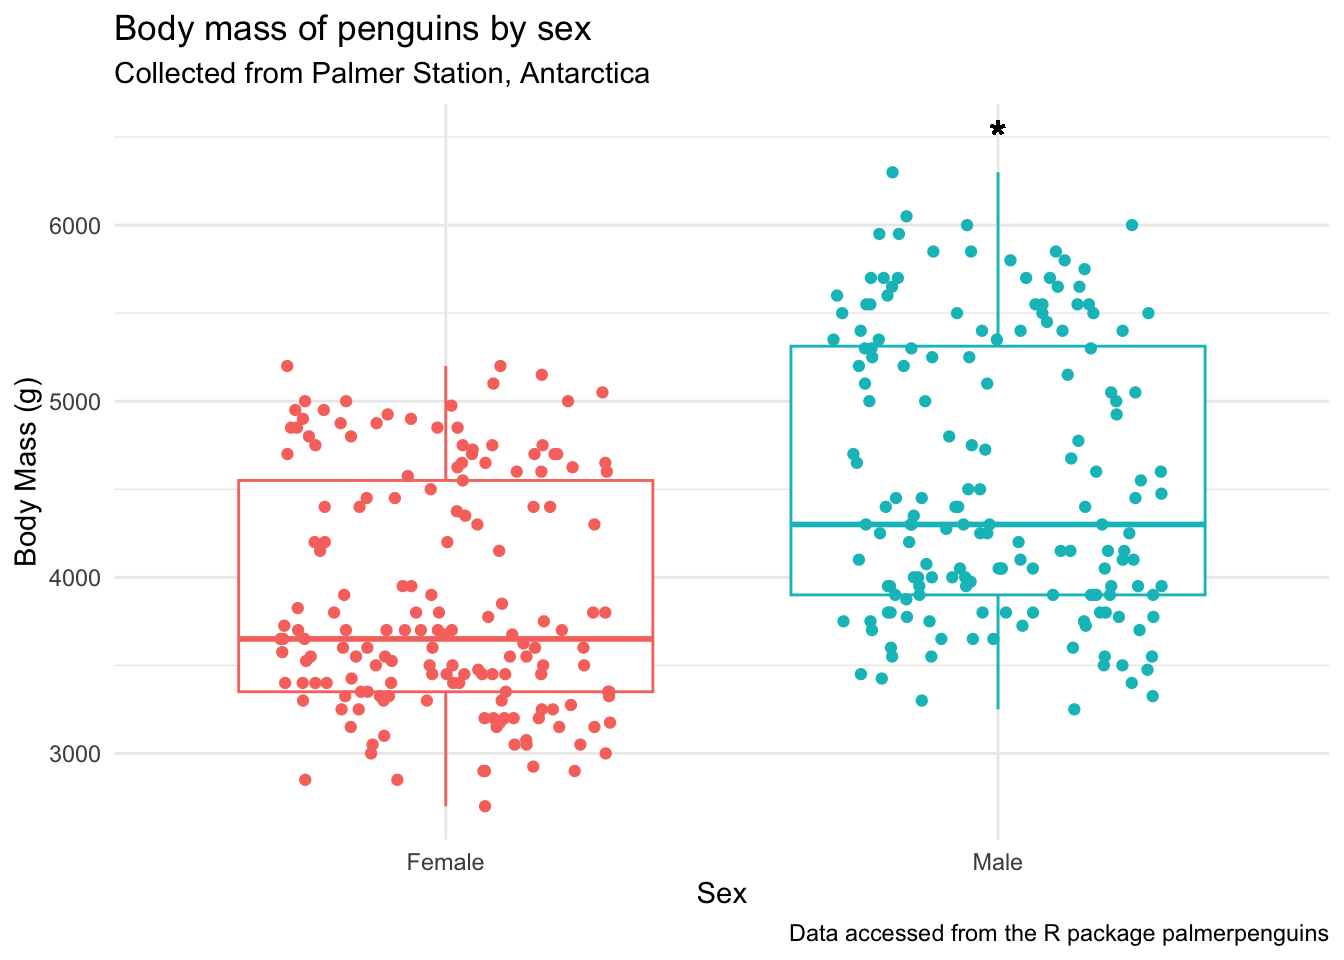 Body mass of penguins by sex
Collected from Palmer Station, Antarctica
*
Body Mass (g)
6000
5000
4000
3000
Female Male
Sex
Data accessed from the R package palmerpenguins